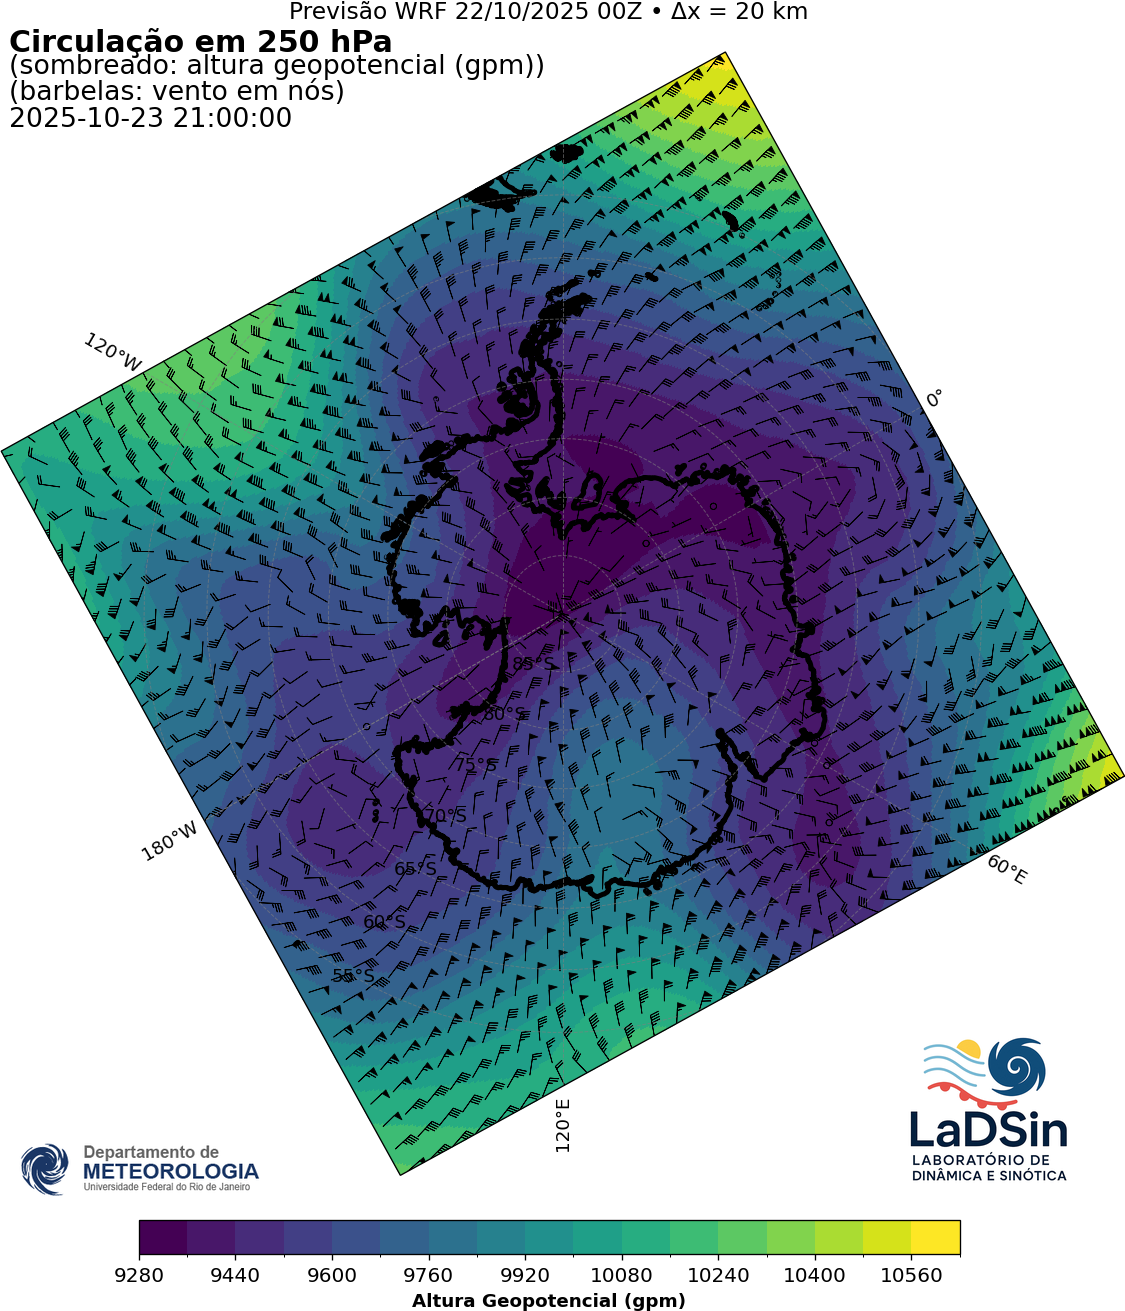 Previsão WRF 22/10/2025 00Z • Δx = 20 km
Circulação em 250 hPa
(sombreado: altura geopotencial (gpm))
(barbelas: vento em nós)
2025-10-23 21:00:00
120°W
0°
85°S
80°S
75°S
70°S
65°S
60°S
55°S
180°W
60°E
120°E
LaDSin
LABORATÓRIO DE
DINÂMICA E SINÓTICA
Departamento de
METEOROLOGIA
Universidade Federal do Rio de Janeiro
9280 9440 9600 9760 9920 10080 10240 10400 10560
Altura Geopotencial (gpm)